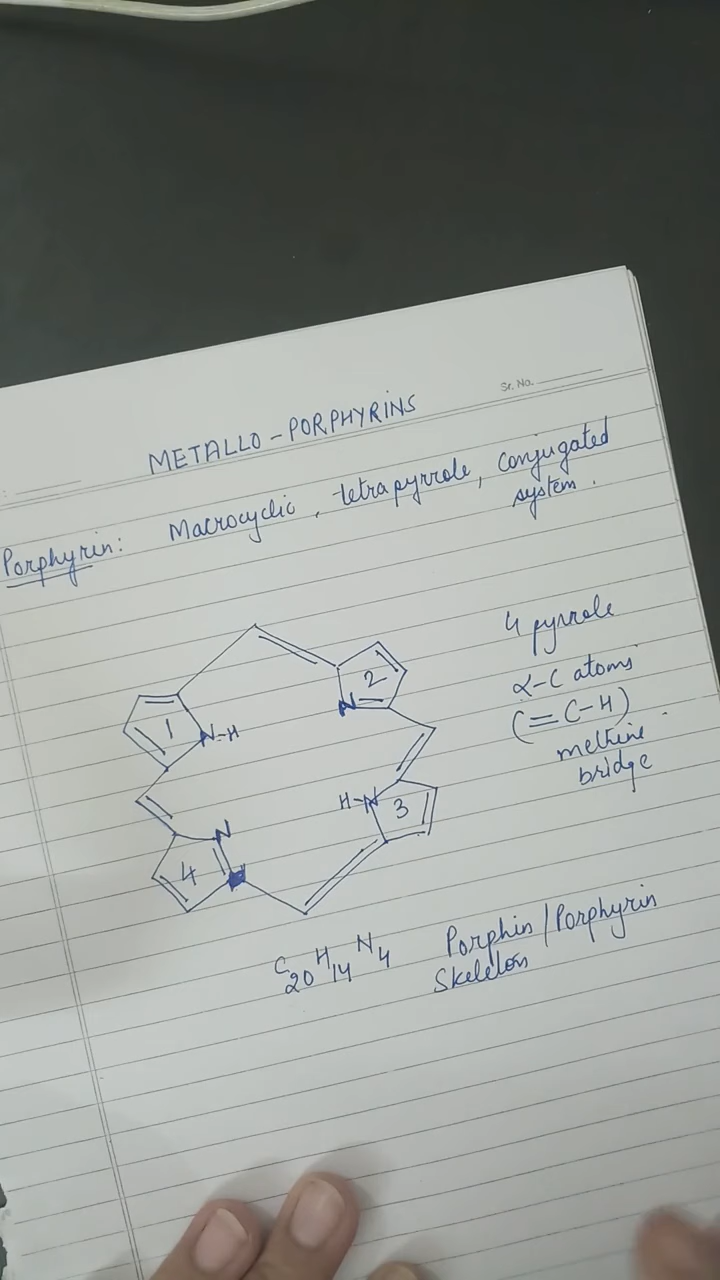 Sr. No.
METALLO-PORPHYRINS
Porphyrin: Macrocyclic, tetrapyrrole, conjugated
system.
4 pyrrole
α-C atoms
(=C-H)
methine
bridge
1
N-H
2
N
H-N
3
N
4
C20H14N4 Porphin/Porphyrin
Skeleton